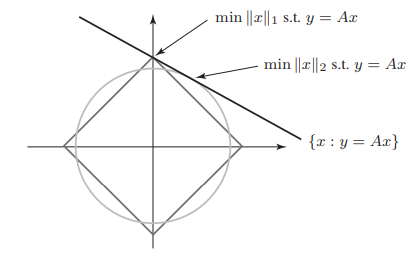 min ||x||₁ s.t. y = Ax
min ||x||₂ s.t. y = Ax
{x : y = Ax}